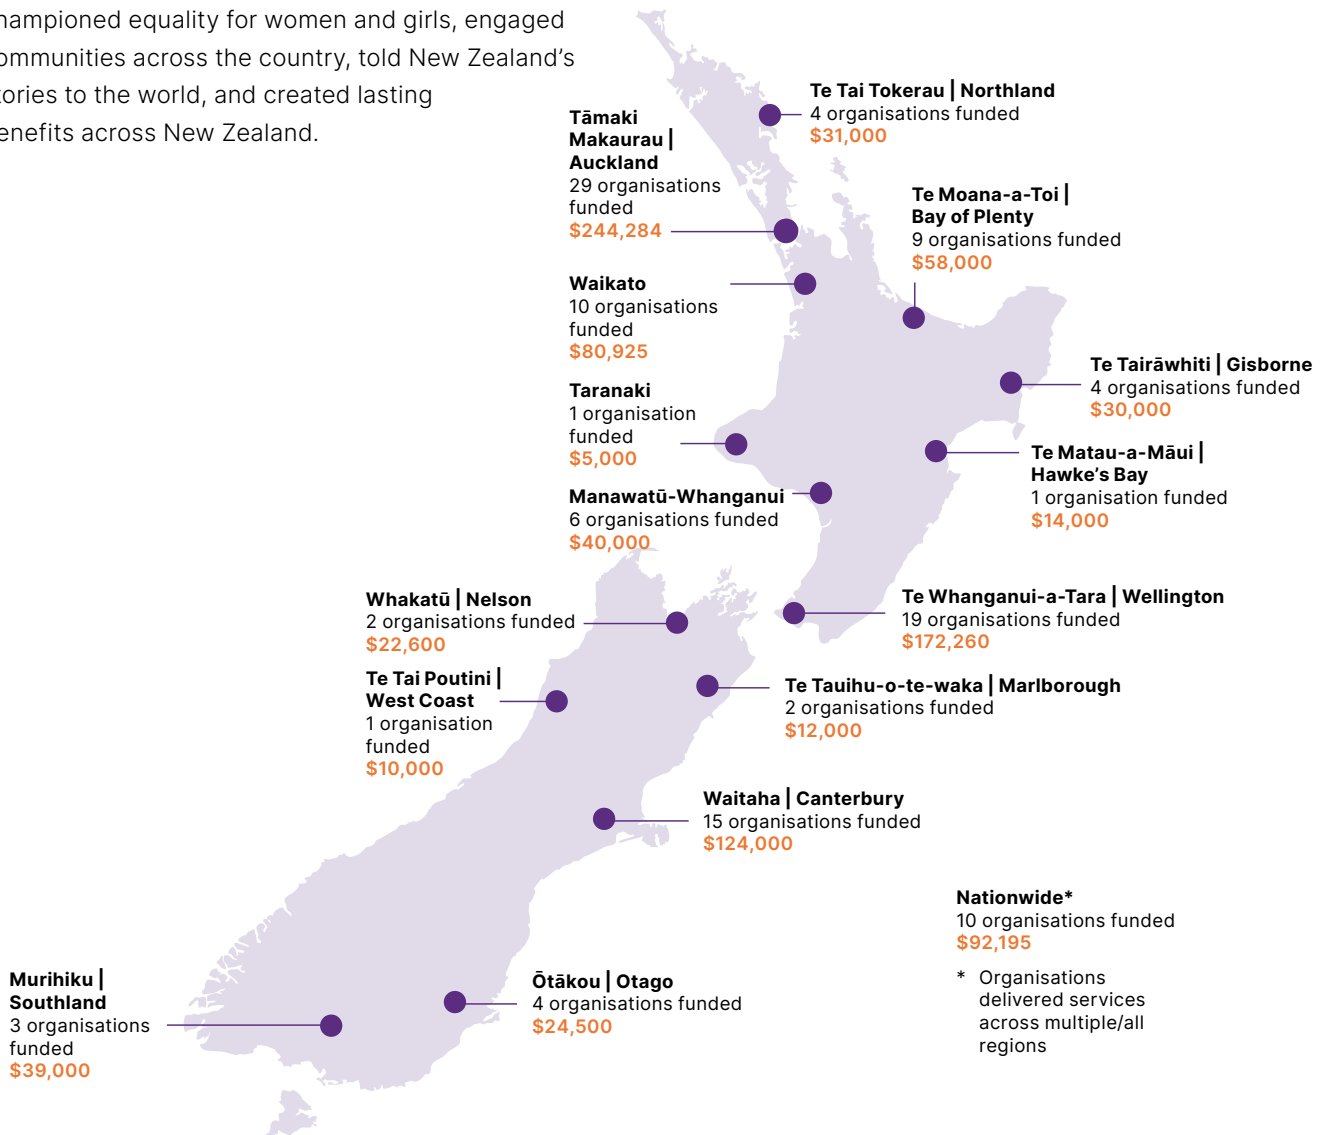 hampioned equality for women and girls, engaged
ommunities across the country, told New Zealand’s
tories to the world, and created lasting
enefits across New Zealand.
Te Tai Tokerau | Northland
4 organisations funded
$31,000
Tāmaki
Makaurau |
Auckland
29 organisations
funded
$244,284
Te Moana-a-Toi |
Bay of Plenty
9 organisations funded
$58,000
Waikato
10 organisations
funded
$80,925
Te Tairāwhiti | Gisborne
4 organisations funded
$30,000
Taranaki
1 organisation
funded
$5,000
Te Matau-a-Māui |
Hawke’s Bay
1 organisation funded
$14,000
Manawatū-Whanganui
6 organisations funded
$40,000
Whakatū | Nelson
2 organisations funded
$22,600
Te Whanganui-a-Tara | Wellington
19 organisations funded
$172,260
Te Tai Poutini |
West Coast
1 organisation
funded
$10,000
Te Tauihu-o-te-waka | Marlborough
2 organisations funded
$12,000
Waitaha | Canterbury
15 organisations funded
$124,000
Nationwide*
10 organisations funded
$92,195
* Organisations
delivered services
across multiple/all
regions
Murihiku |
Southland
3 organisations
funded
$39,000
Ōtākou | Otago
4 organisations funded
$24,500